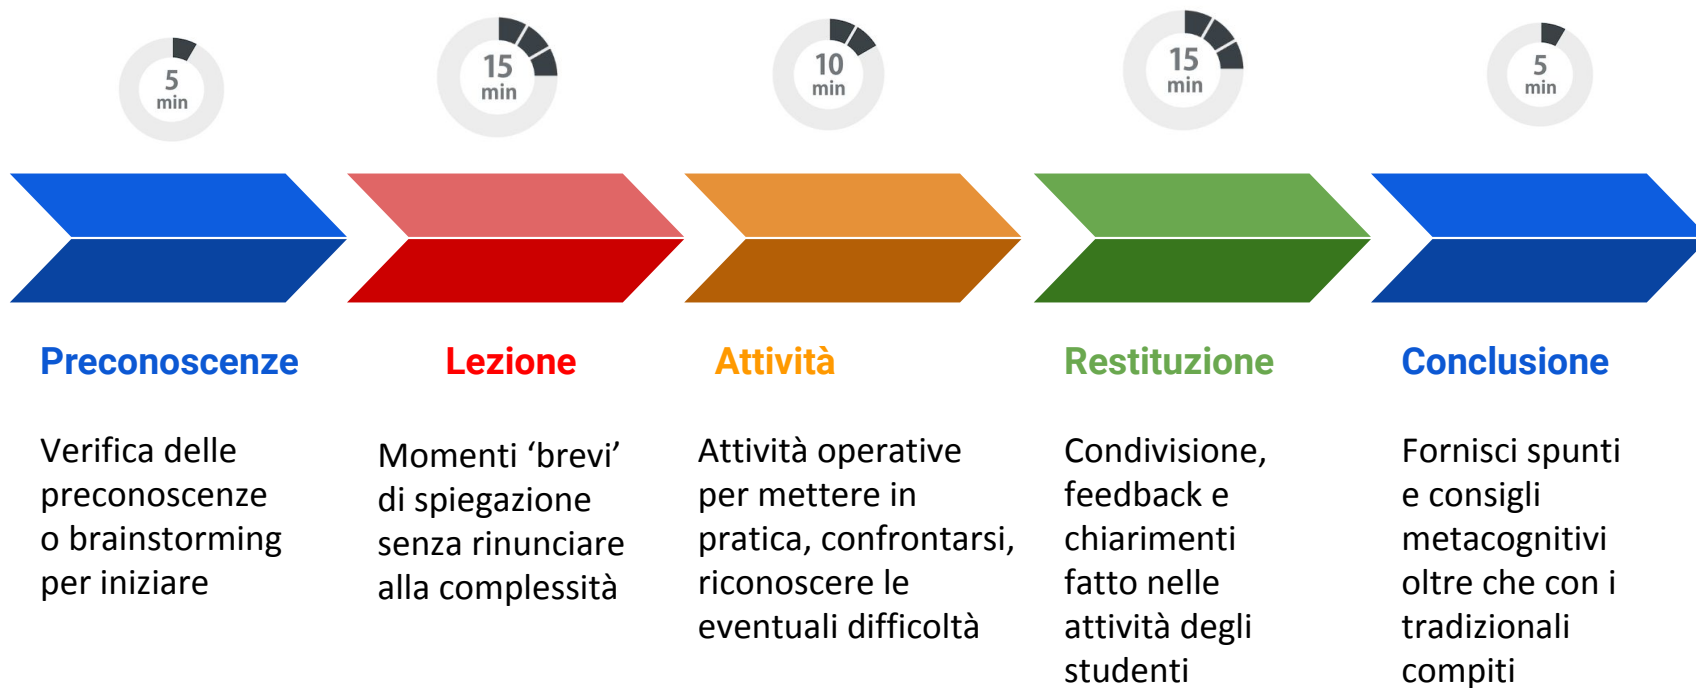 5
min
15
min
10
min
15
min
5
min
Preconoscenze
Verifica delle
preconoscenze
o brainstorming
per iniziare
Lezione
Momenti ‘brevi’
di spiegazione
senza rinunciare
alla complessità
Attività
Attività operative
per mettere in
pratica, confrontarsi,
riconoscere le
eventuali difficoltà
Restituzione
Condivisione,
feedback e
chiarimenti
fatto nelle
attività degli
studenti
Conclusione
Fornisci spunti
e consigli
metacognitivi
oltre che con i
tradizionali
compiti